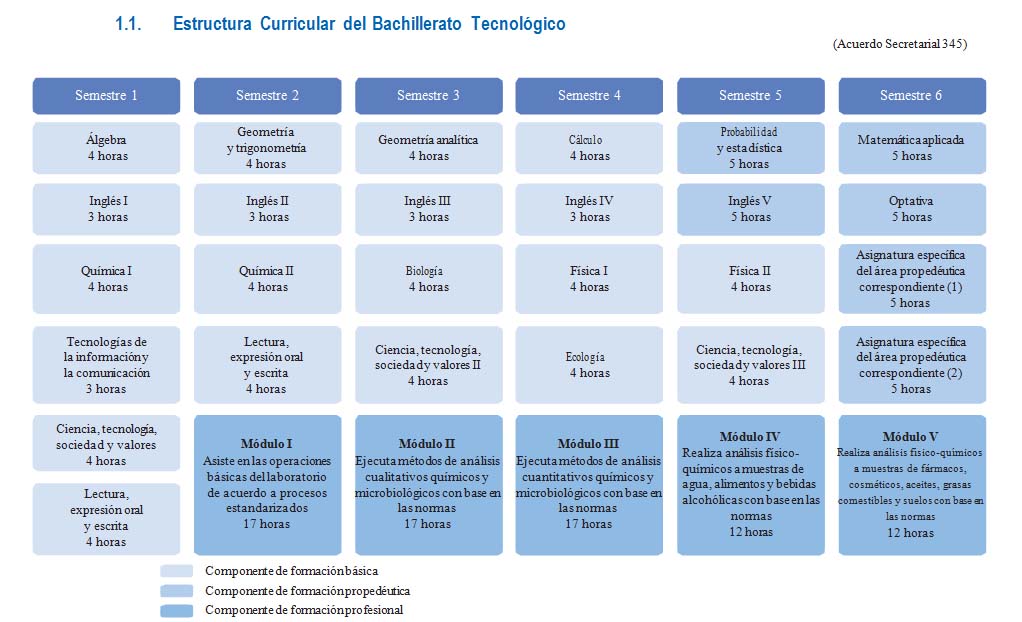 1.1. Estructura Curricular del Bachillerato Tecnológico
(Acuerdo Secretarial 345)
Semestre 1
Semestre 2
Semestre 3
Semestre 4
Semestre 5
Semestre 6
Álgebra
4 horas
Geometría
y trigonometría
4 horas
Geometría analítica
4 horas
Cálculo
4 horas
Probabilidad
y estadística
5 horas
Matemática aplicada
5 horas
Inglés I
3 horas
Inglés II
3 horas
Inglés III
3 horas
Inglés IV
3 horas
Inglés V
5 horas
Optativa
5 horas
Química I
4 horas
Química II
4 horas
Biología
4 horas
Física I
4 horas
Física II
4 horas
Asignatura específica
del área propedéutica
correspondiente (1)
5 horas
Tecnologías de
la información y
la comunicación
3 horas
Lectura,
expresión oral
y escrita
4 horas
Ciencia, tecnología,
sociedad y valores II
4 horas
Ecología
4 horas
Ciencia, tecnología,
sociedad y valores III
4 horas
Asignatura específica
del área propedéutica
correspondiente (2)
5 horas
Ciencia, tecnología,
sociedad y valores
4 horas
Lectura,
expresión oral
y escrita
4 horas
Módulo I
Asiste en las operaciones
básicas del laboratorio
de acuerdo a procesos
estandarizados
17 horas
Módulo II
Ejecuta métodos de análisis
cualitativos químicos y
microbiológicos con base en
las normas
17 horas
Módulo III
Ejecuta métodos de análisis
cuantitativos químicos y
microbiológicos con base en
las normas
17 horas
Módulo IV
Realiza análisis físico-
químicos a muestras de
agua, alimentos y bebidas
alcohólicas con base en las
normas
12 horas
Módulo V
Realiza análisis físico-químicos
a muestras de fármacos,
cosméticos, aceites, grasas
comestibles y suelos con base en
las normas
12 horas
Componente de formación básica
Componente de formación propedéutica
Componente de formación profesional